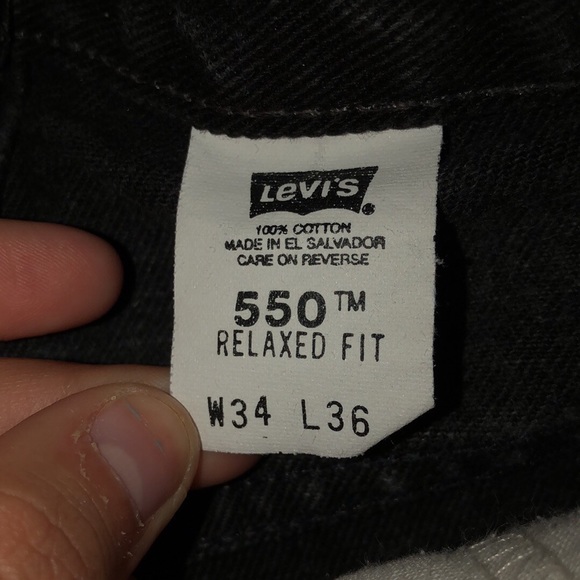 Levi's
100% COTTON
MADE IN EL SALVADOR
CARE ON REVERSE
550™
RELAXED FIT
W34 L36